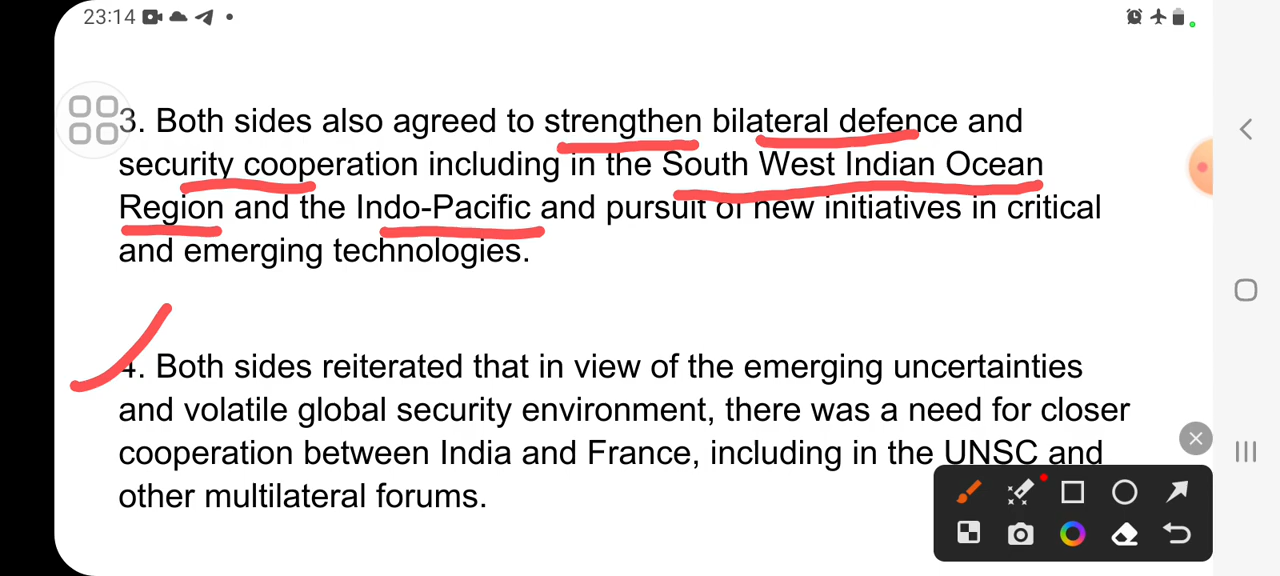 23:14
3. Both sides also agreed to strengthen bilateral defence and
security cooperation including in the South West Indian Ocean
Region and the Indo-Pacific and pursuit of new initiatives in critical
and emerging technologies.
4. Both sides reiterated that in view of the emerging uncertainties
and volatile global security environment, there was a need for closer
cooperation between India and France, including in the UNSC and
other multilateral forums.